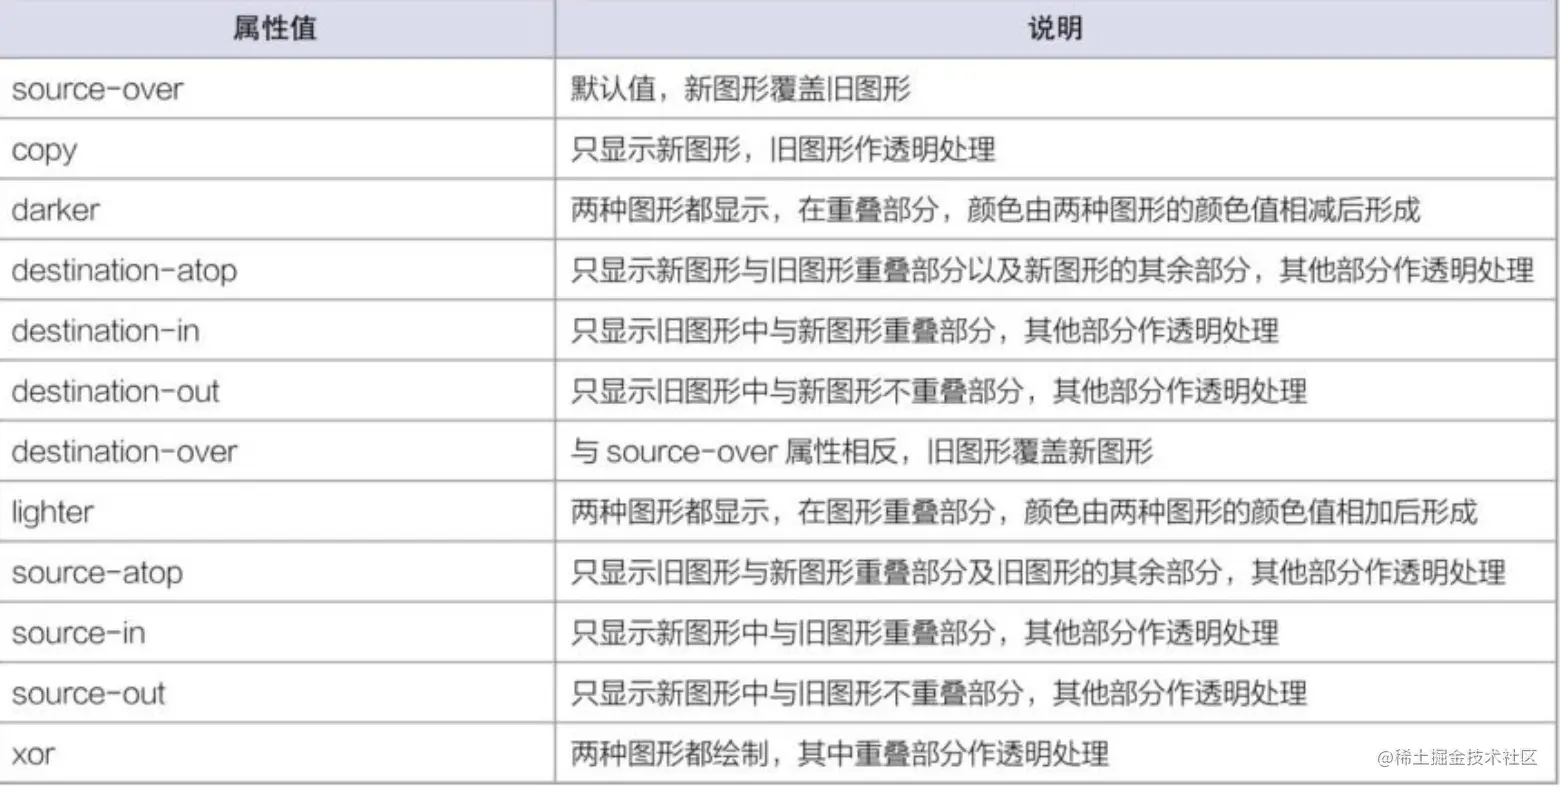 属性值 说明
source-over 默认值，新图形覆盖旧图形
copy 只显示新图形，旧图形作透明处理
darker 两种图形都显示，在重叠部分，颜色由两种图形的颜色值相减后形成
destination-atop 只显示新图形与旧图形重叠部分以及新图形的其余部分，其他部分作透明处理
destination-in 只显示旧图形中与新图形重叠部分，其他部分作透明处理
destination-out 只显示旧图形中与新图形不重叠部分，其他部分作透明处理
destination-over 与 source-over 属性相反，旧图形覆盖新图形
lighter 两种图形都显示，在图形重叠部分，颜色由两种图形的颜色值相加后形成
source-atop 只显示旧图形与新图形重叠部分及旧图形的其余部分，其他部分作透明处理
source-in 只显示新图形中与旧图形重叠部分，其他部分作透明处理
source-out 只显示新图形中与旧图形不重叠部分，其他部分作透明处理
xor 两种图形都绘制，其中重叠部分作透明处理
@稀土掘金技术社区